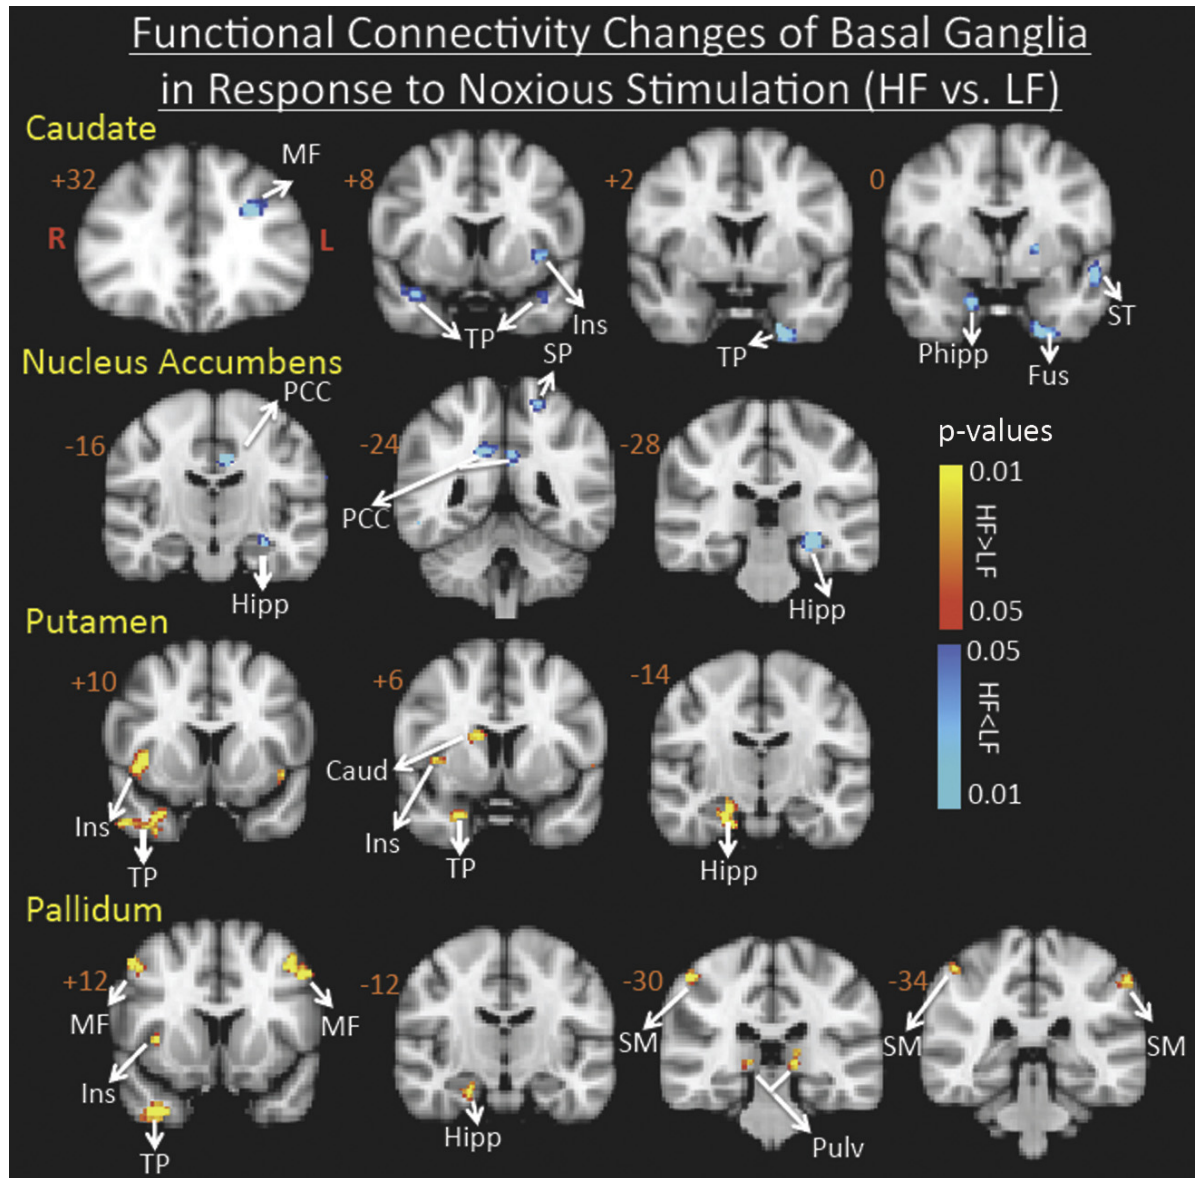 Functional Connectivity Changes of Basal Ganglia
in Response to Noxious Stimulation (HF vs. LF)
Caudate
+32
MF
R
L
+8
TP
Ins
+2
TP
0
Phipp
Fus
ST
Nucleus Accumbens
-16
PCC
Hipp
-24
SP
PCC
-28
Hipp
p-values
0.01
HF>LF
0.05
0.05
HF<LF
0.01
Putamen
+10
Ins
TP
+6
Caud
Ins
TP
-14
Hipp
Pallidum
+12
MF
MF
Ins
TP
-12
Hipp
-30
SM
Pulv
-34
SM
SM